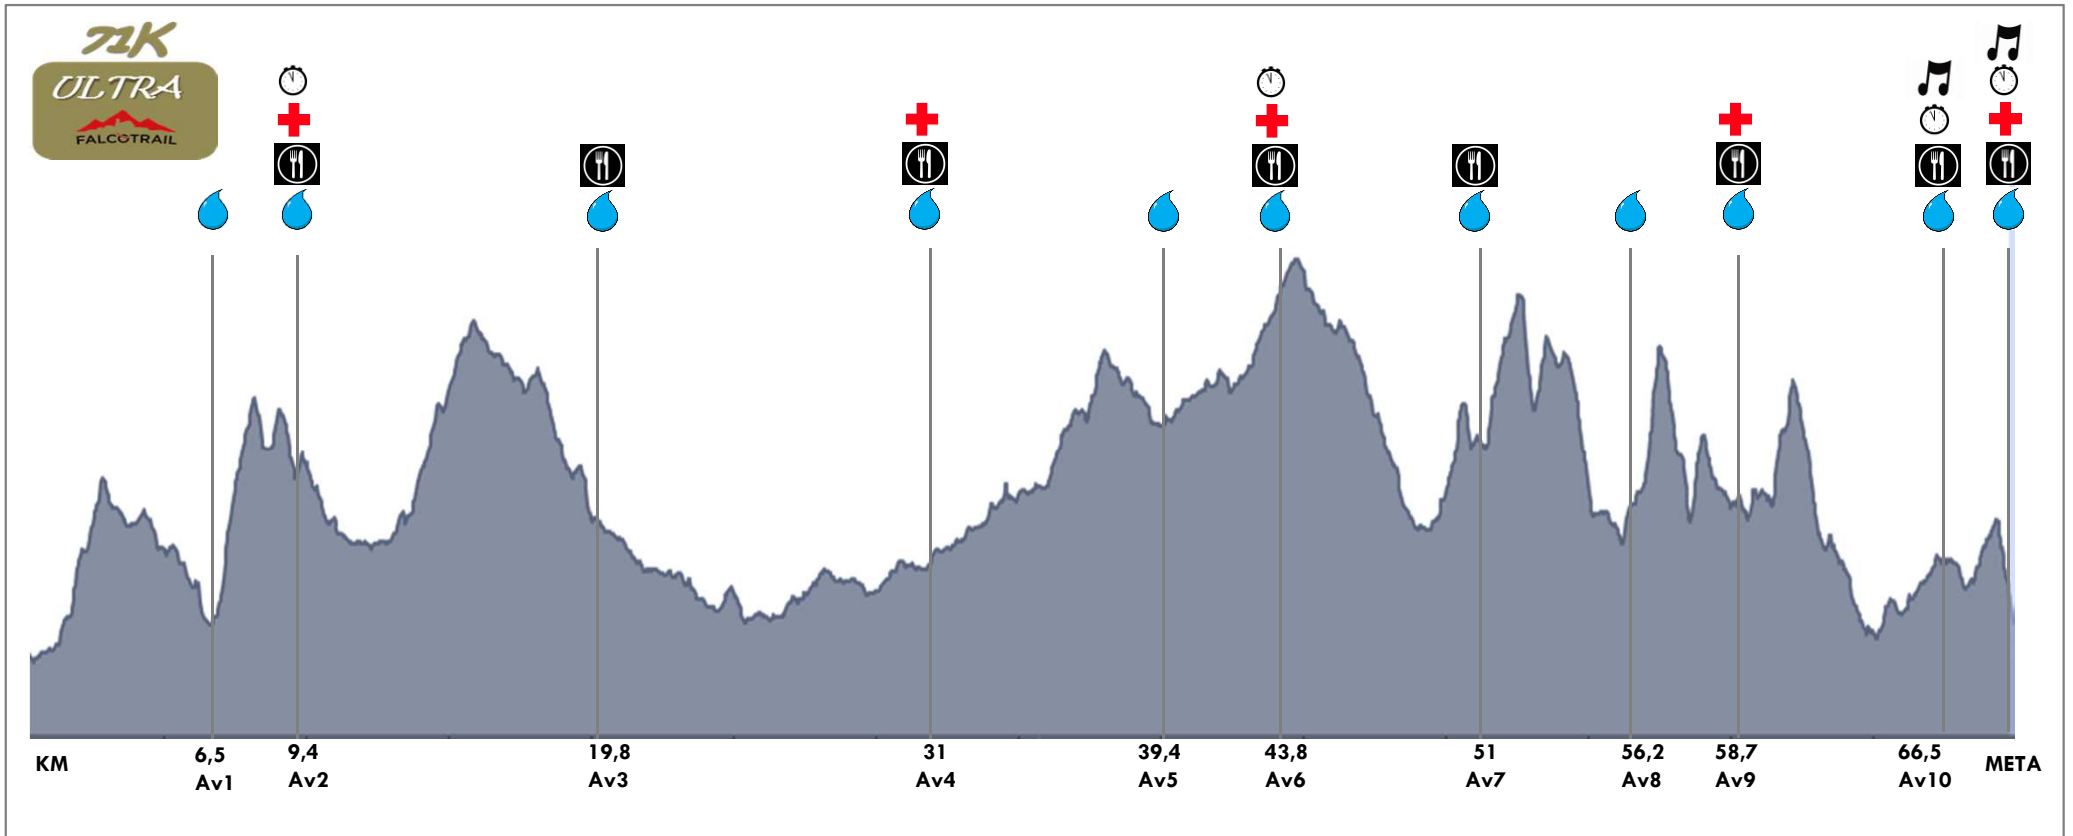 71K
ULTRA
FALCOTRAIL
KM
6,5
Av1
9,4
Av2
19,8
Av3
31
Av4
39,4
Av5
43,8
Av6
51
Av7
56,2
Av8
58,7
Av9
66,5
Av10
META